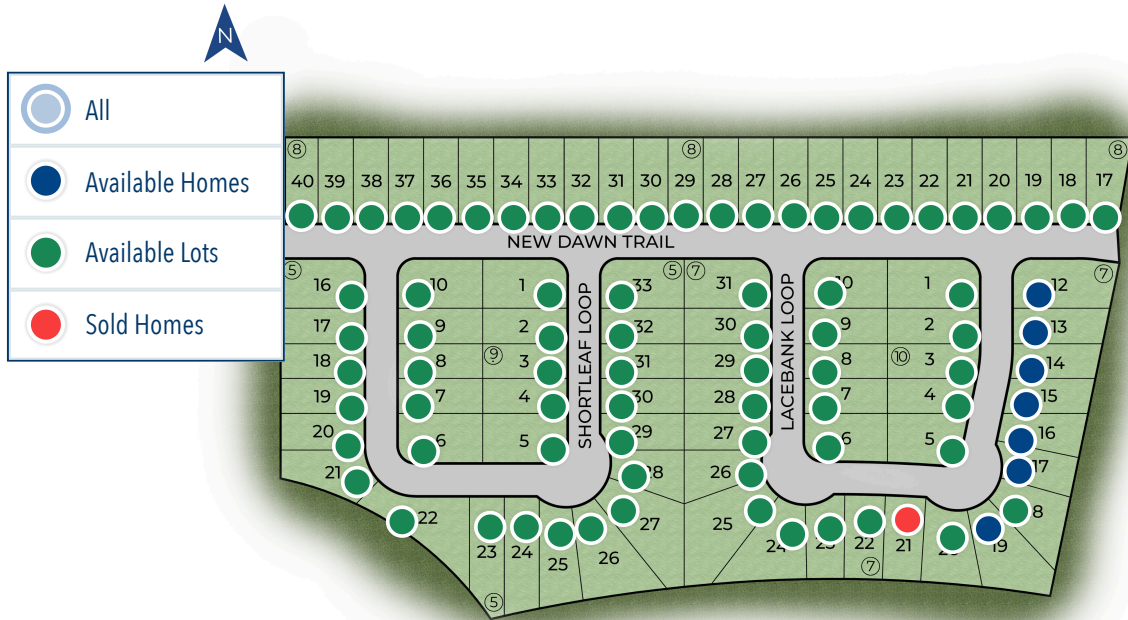 N
All
Available Homes
Available Lots
Sold Homes
⑧ ⑧ ⑧
40 39 38 37 36 35 34 33 32 31 30 29 28 27 26 25 24 23 22 21 20 19 18 17
NEW DAWN TRAIL
⑤ ⑤ ⑦ ⑦
16 10 1 33 31 10 1 12
17 9 2 32 30 9 2 13
18 8 ⑨ 3 31 29 8 ⑩ 3 14
19 7 4 30 28 7 4 15
20 6 5 29 27 6 5 16
SHORTLEAF LOOP
LACEBANK LOOP
21 28 26 17
22 27 25 8
23 24 25 26 24 23 22 21 19
⑦
⑤